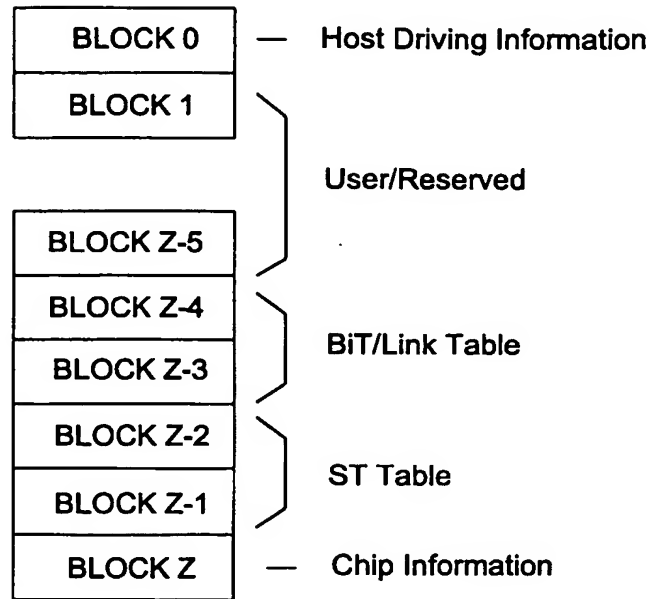 BLOCK 0 — Host Driving Information
BLOCK 1
User/Reserved
BLOCK Z-5
BLOCK Z-4
BiT/Link Table
BLOCK Z-3
BLOCK Z-2
ST Table
BLOCK Z-1
BLOCK Z — Chip Information